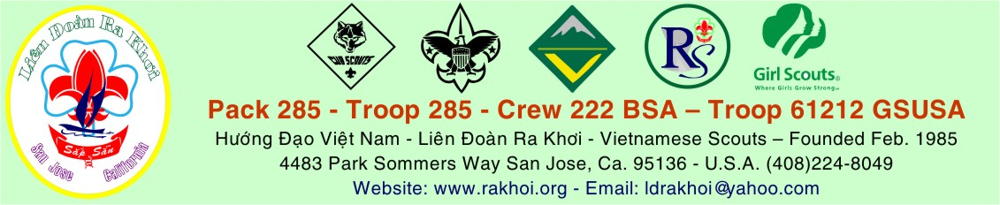 Liên Đoàn Ra Khơi
Sắp Sẵn
San Jose California
CUB SCOUTS
RS
Girl Scouts®
Where Girls Grow Strong℠
Pack 285 - Troop 285 - Crew 222 BSA – Troop 61212 GSUSA
Hướng Đạo Việt Nam - Liên Đoàn Ra Khơi - Vietnamese Scouts – Founded Feb. 1985
4483 Park Sommers Way San Jose, Ca. 95136 - U.S.A. (408)224-8049
Website: www.rakhoi.org - Email: ldrakhoi@yahoo.com